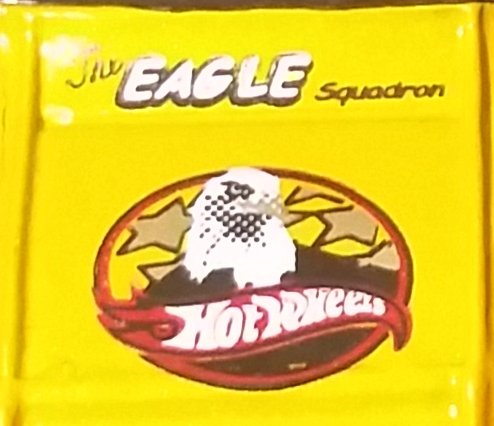 The EAGLE Squadron
Hot Wheels